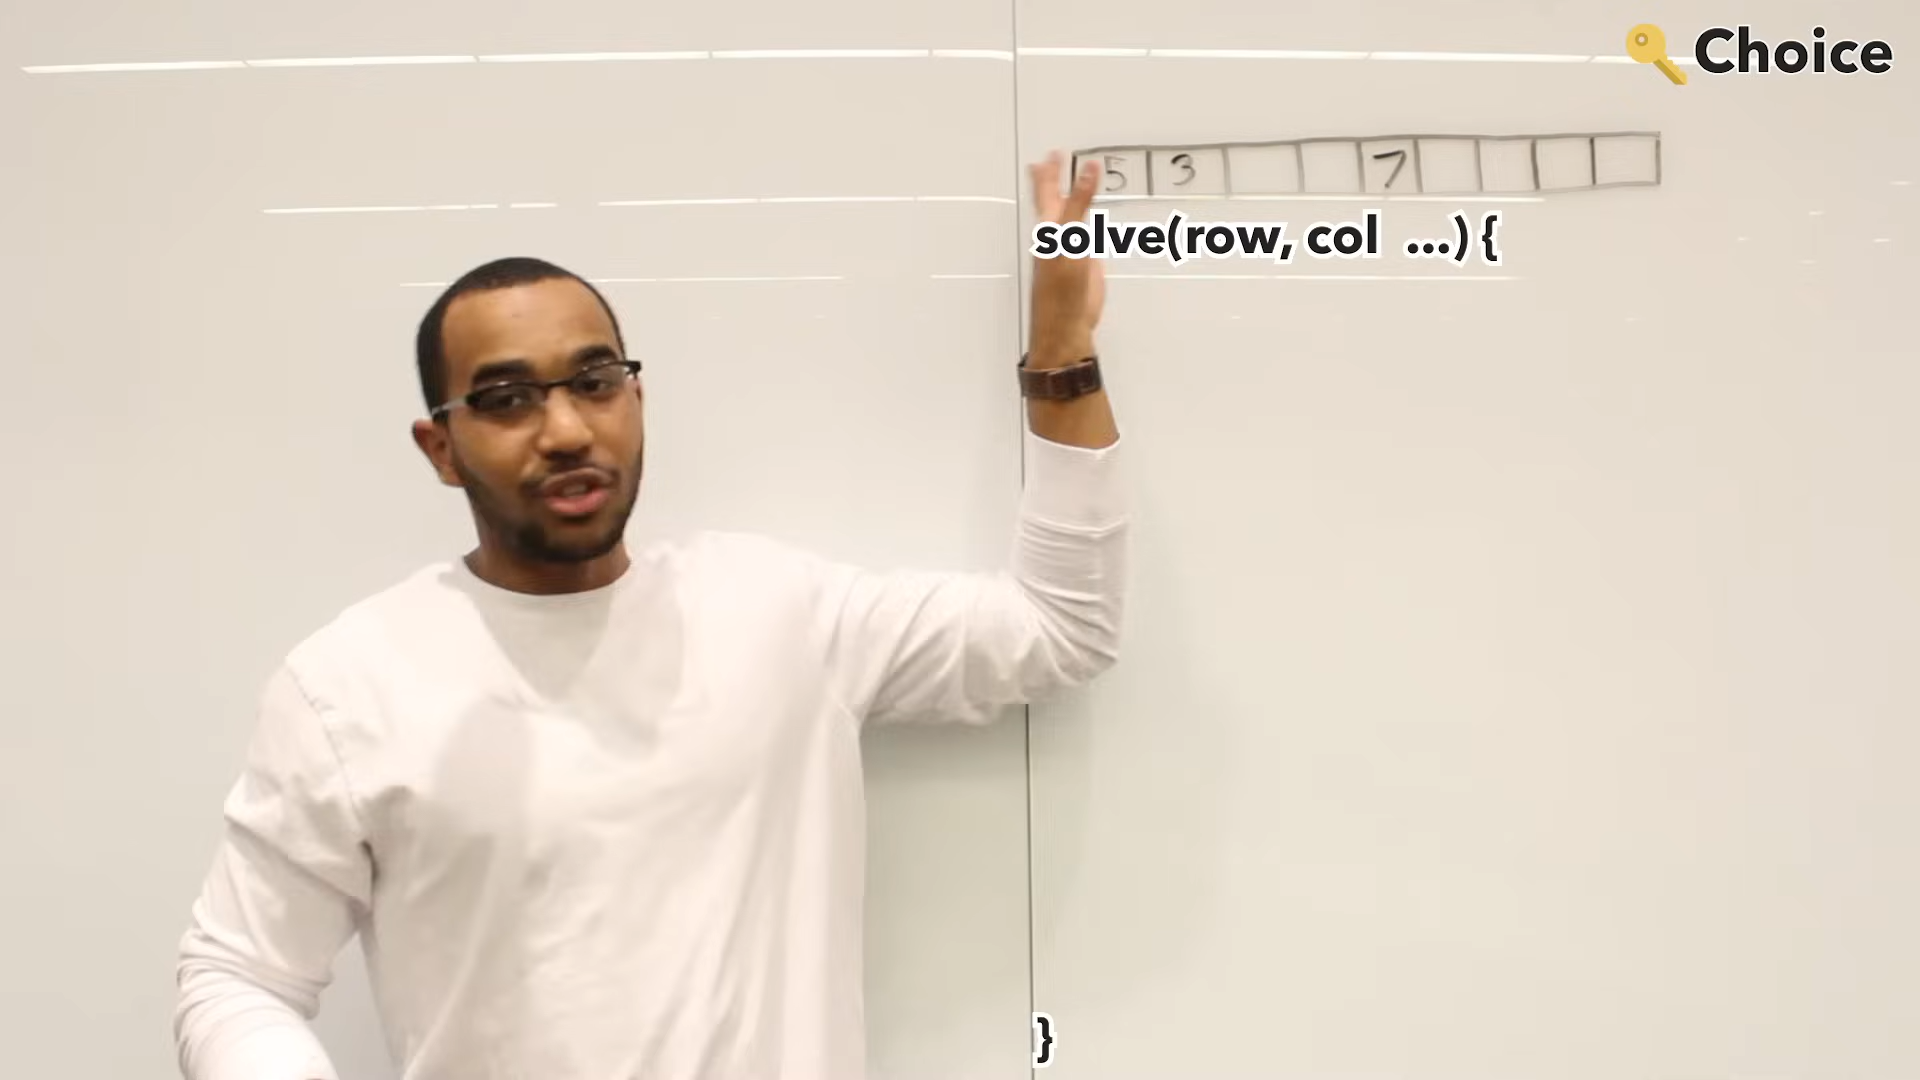 🔑 Choice
5 3 7
solve(row, col ...) {
}